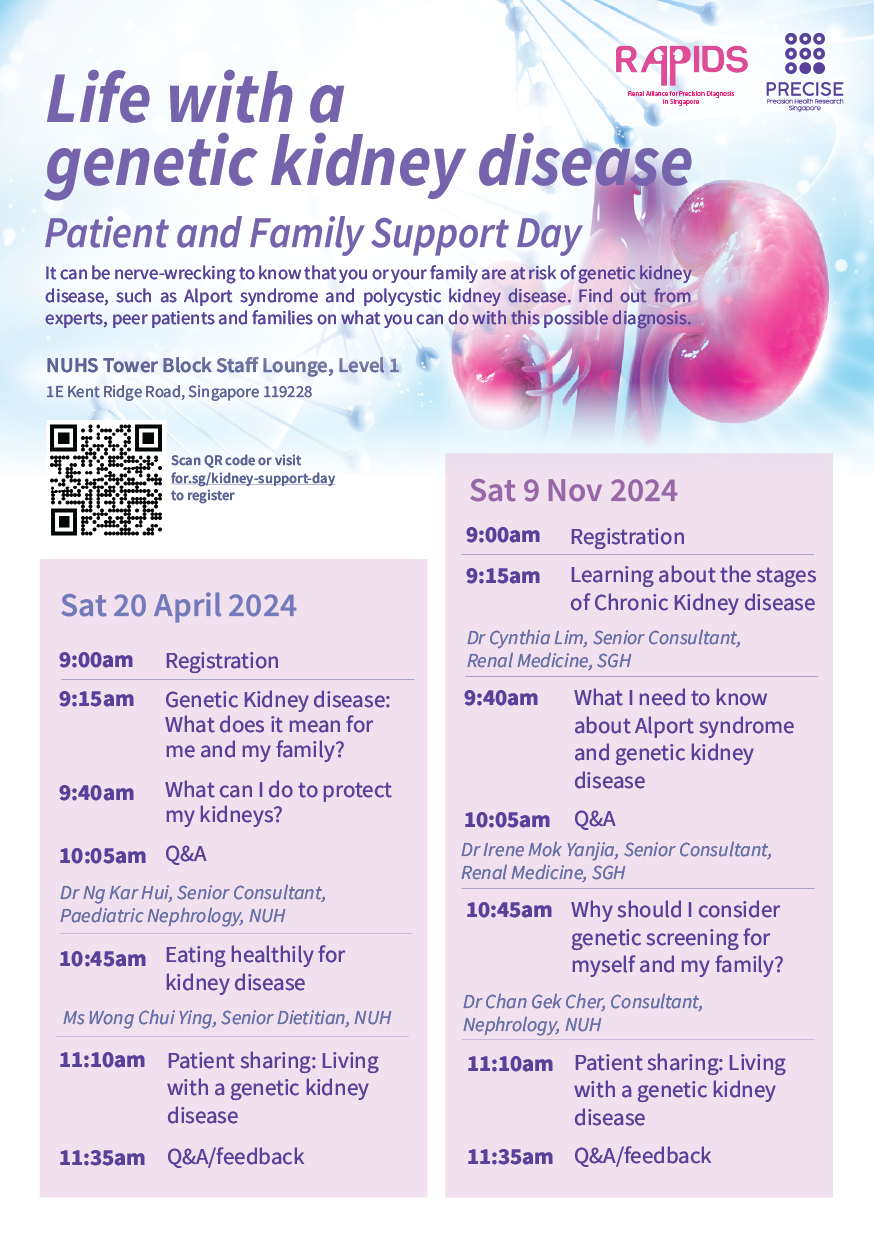 RAPIDS
Renal Alliance for Precision Diagnosis
in Singapore
PRECISE
Precision Health Research
Singapore
Life with a
genetic kidney disease
Patient and Family Support Day
It can be nerve-wrecking to know that you or your family are at risk of genetic kidney
disease, such as Alport syndrome and polycystic kidney disease. Find out from
experts, peer patients and families on what you can do with this possible diagnosis.
NUHS Tower Block Staff Lounge, Level 1
1E Kent Ridge Road, Singapore 119228
Scan QR code or visit
for.sg/kidney-support-day
to register
Sat 20 April 2024
9:00am Registration
9:15am Genetic Kidney disease:
What does it mean for
me and my family?
9:40am What can I do to protect
my kidneys?
10:05am Q&A
Dr Ng Kar Hui, Senior Consultant,
Paediatric Nephrology, NUH
10:45am Eating healthily for
kidney disease
Ms Wong Chui Ying, Senior Dietitian, NUH
11:10am Patient sharing: Living
with a genetic kidney
disease
11:35am Q&A/feedback
Sat 9 Nov 2024
9:00am Registration
9:15am Learning about the stages
of Chronic Kidney disease
Dr Cynthia Lim, Senior Consultant,
Renal Medicine, SGH
9:40am What I need to know
about Alport syndrome
and genetic kidney
disease
10:05am Q&A
Dr Irene Mok Yanjia, Senior Consultant,
Renal Medicine, SGH
10:45am Why should I consider
genetic screening for
myself and my family?
Dr Chan Gek Cher, Consultant,
Nephrology, NUH
11:10am Patient sharing: Living
with a genetic kidney
disease
11:35am Q&A/feedback